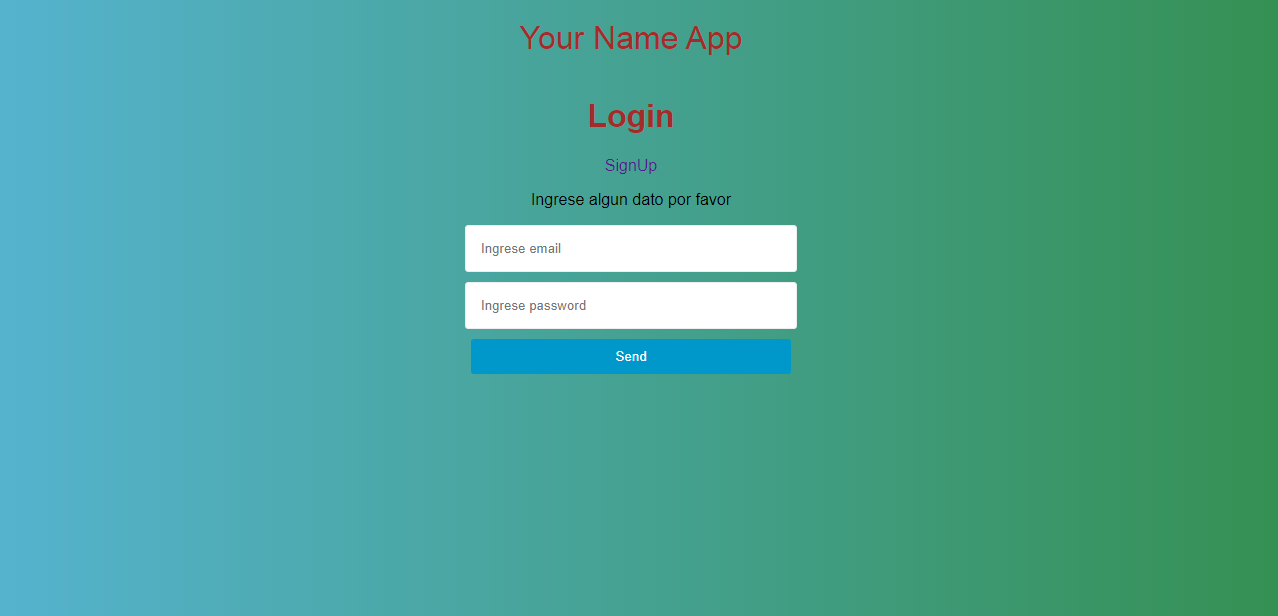 Your Name App
Login
SignUp
Ingrese algun dato por favor
Ingrese email
Ingrese password
Send